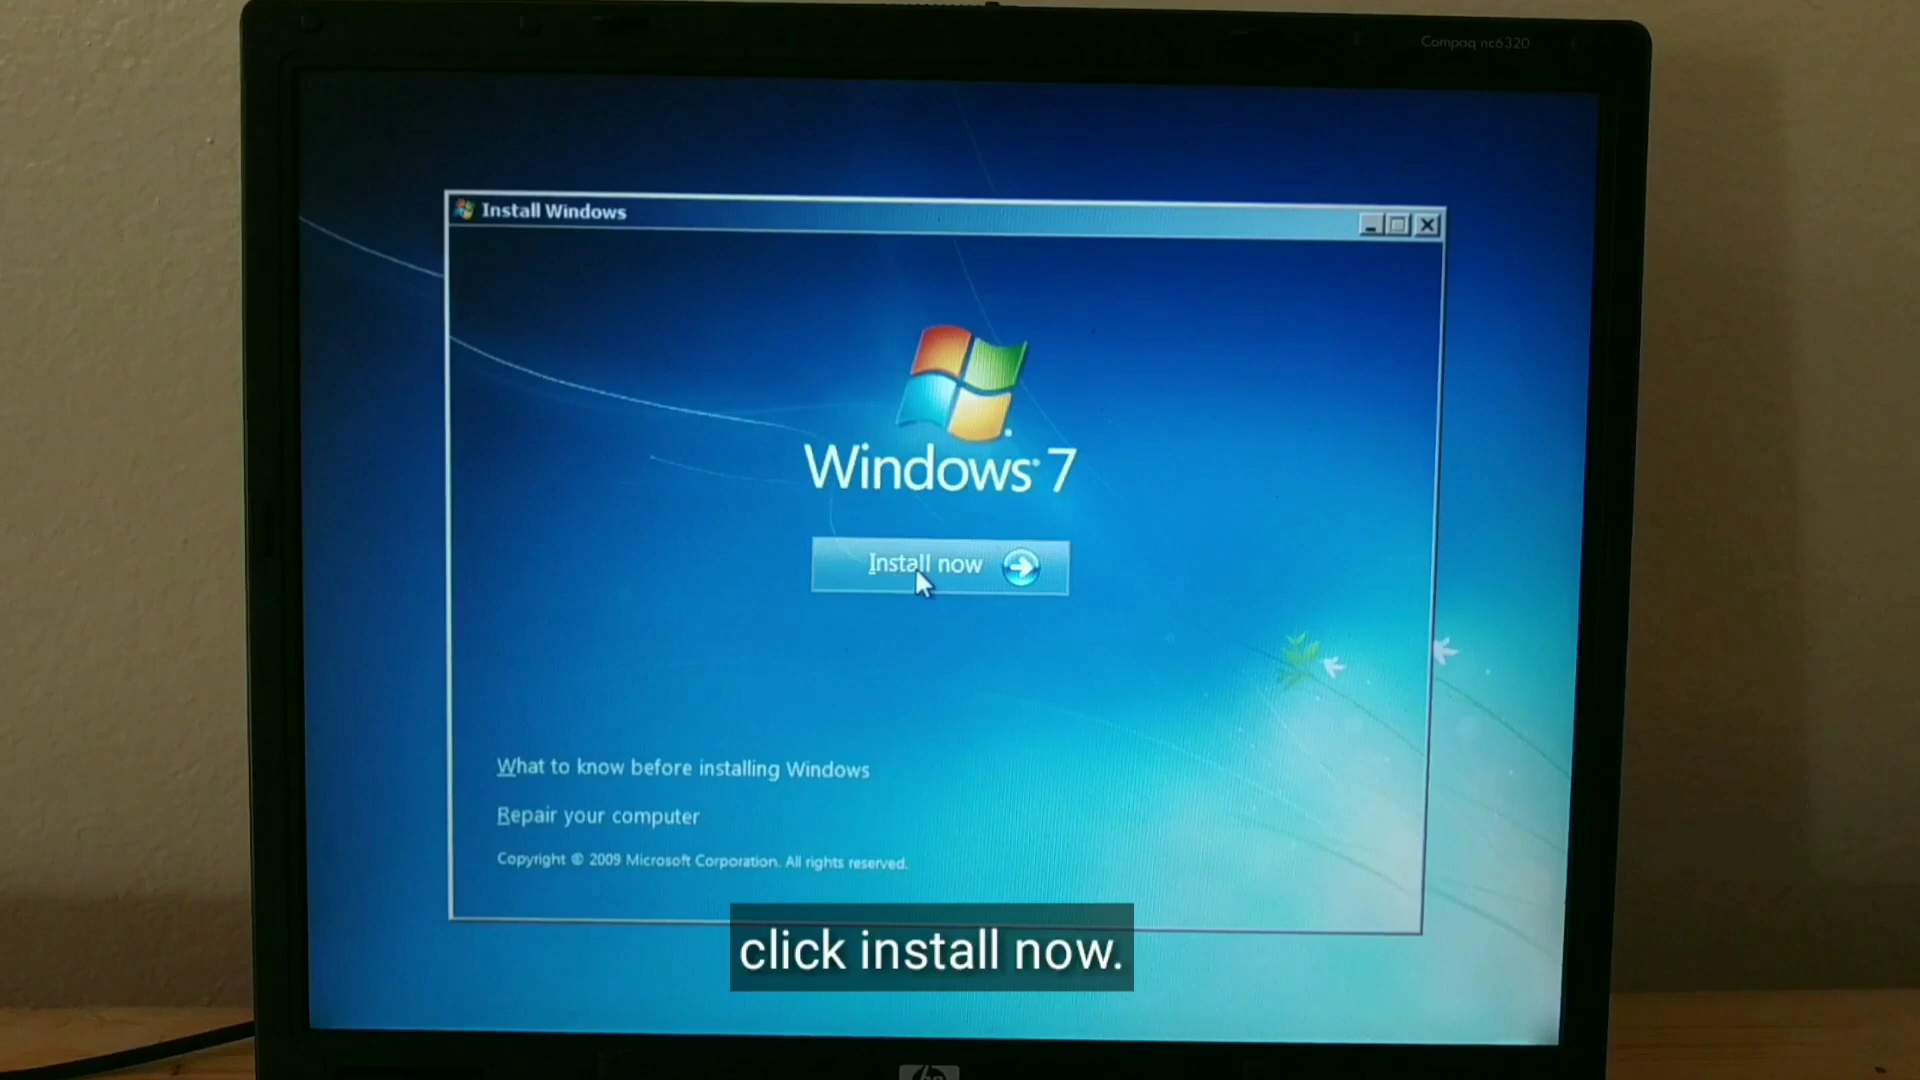 Compaq nc6320
Install Windows
Windows® 7
Install now
What to know before installing Windows
Repair your computer
Copyright © 2009 Microsoft Corporation. All rights reserved.
click install now.
hp